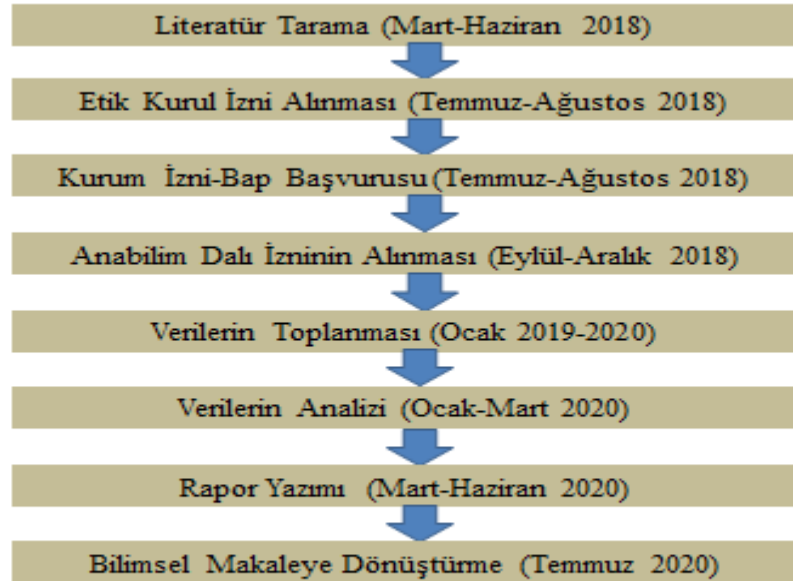 Literatür Tarama (Mart-Haziran 2018)
Etik Kurul İzni Alınması (Temmuz-Ağustos 2018)
Kurum İzni-Bap Başvurusu (Temmuz-Ağustos 2018)
Anabilim Dalı İzninin Alınması (Eylül-Aralık 2018)
Verilerin Toplanması (Ocak 2019-2020)
Verilerin Analizi (Ocak-Mart 2020)
Rapor Yazımı (Mart-Haziran 2020)
Bilimsel Makaleye Dönüştürme (Temmuz 2020)